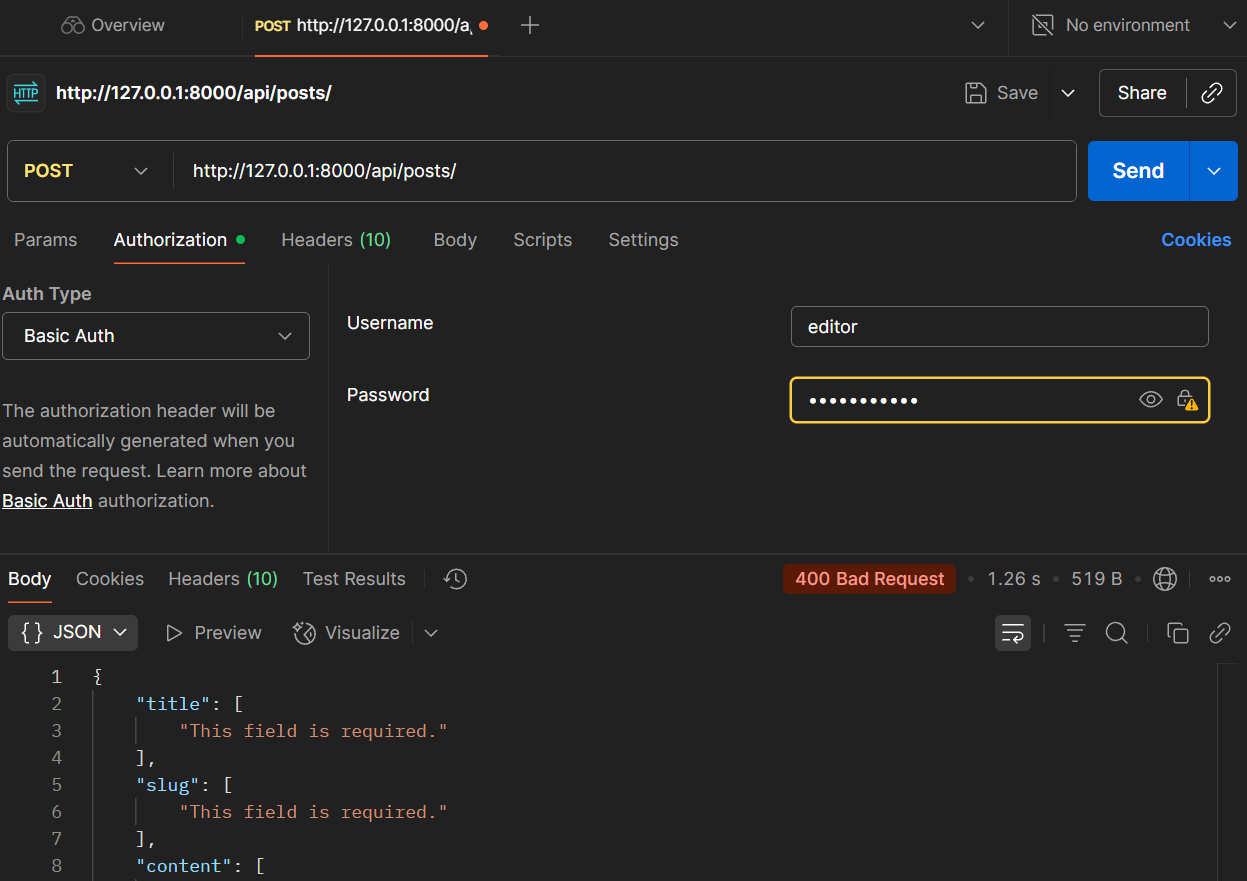 Overview
POST http://127.0.0.1:8000/a
No environment
HTTP http://127.0.0.1:8000/api/posts/
Save
Share
POST http://127.0.0.1:8000/api/posts/
Send
Params Authorization Headers (10) Body Scripts Settings Cookies
Auth Type
Basic Auth
The authorization header will be
automatically generated when you
send the request. Learn more about
Basic Auth authorization.
Username editor
Password •••••••••••
Body Cookies Headers (10) Test Results 400 Bad Request • 1.26 s • 519 B •
{} JSON Preview Visualize
1 {
2 "title": [
3 "This field is required."
4 ],
5 "slug": [
6 "This field is required."
7 ],
8 "content": [